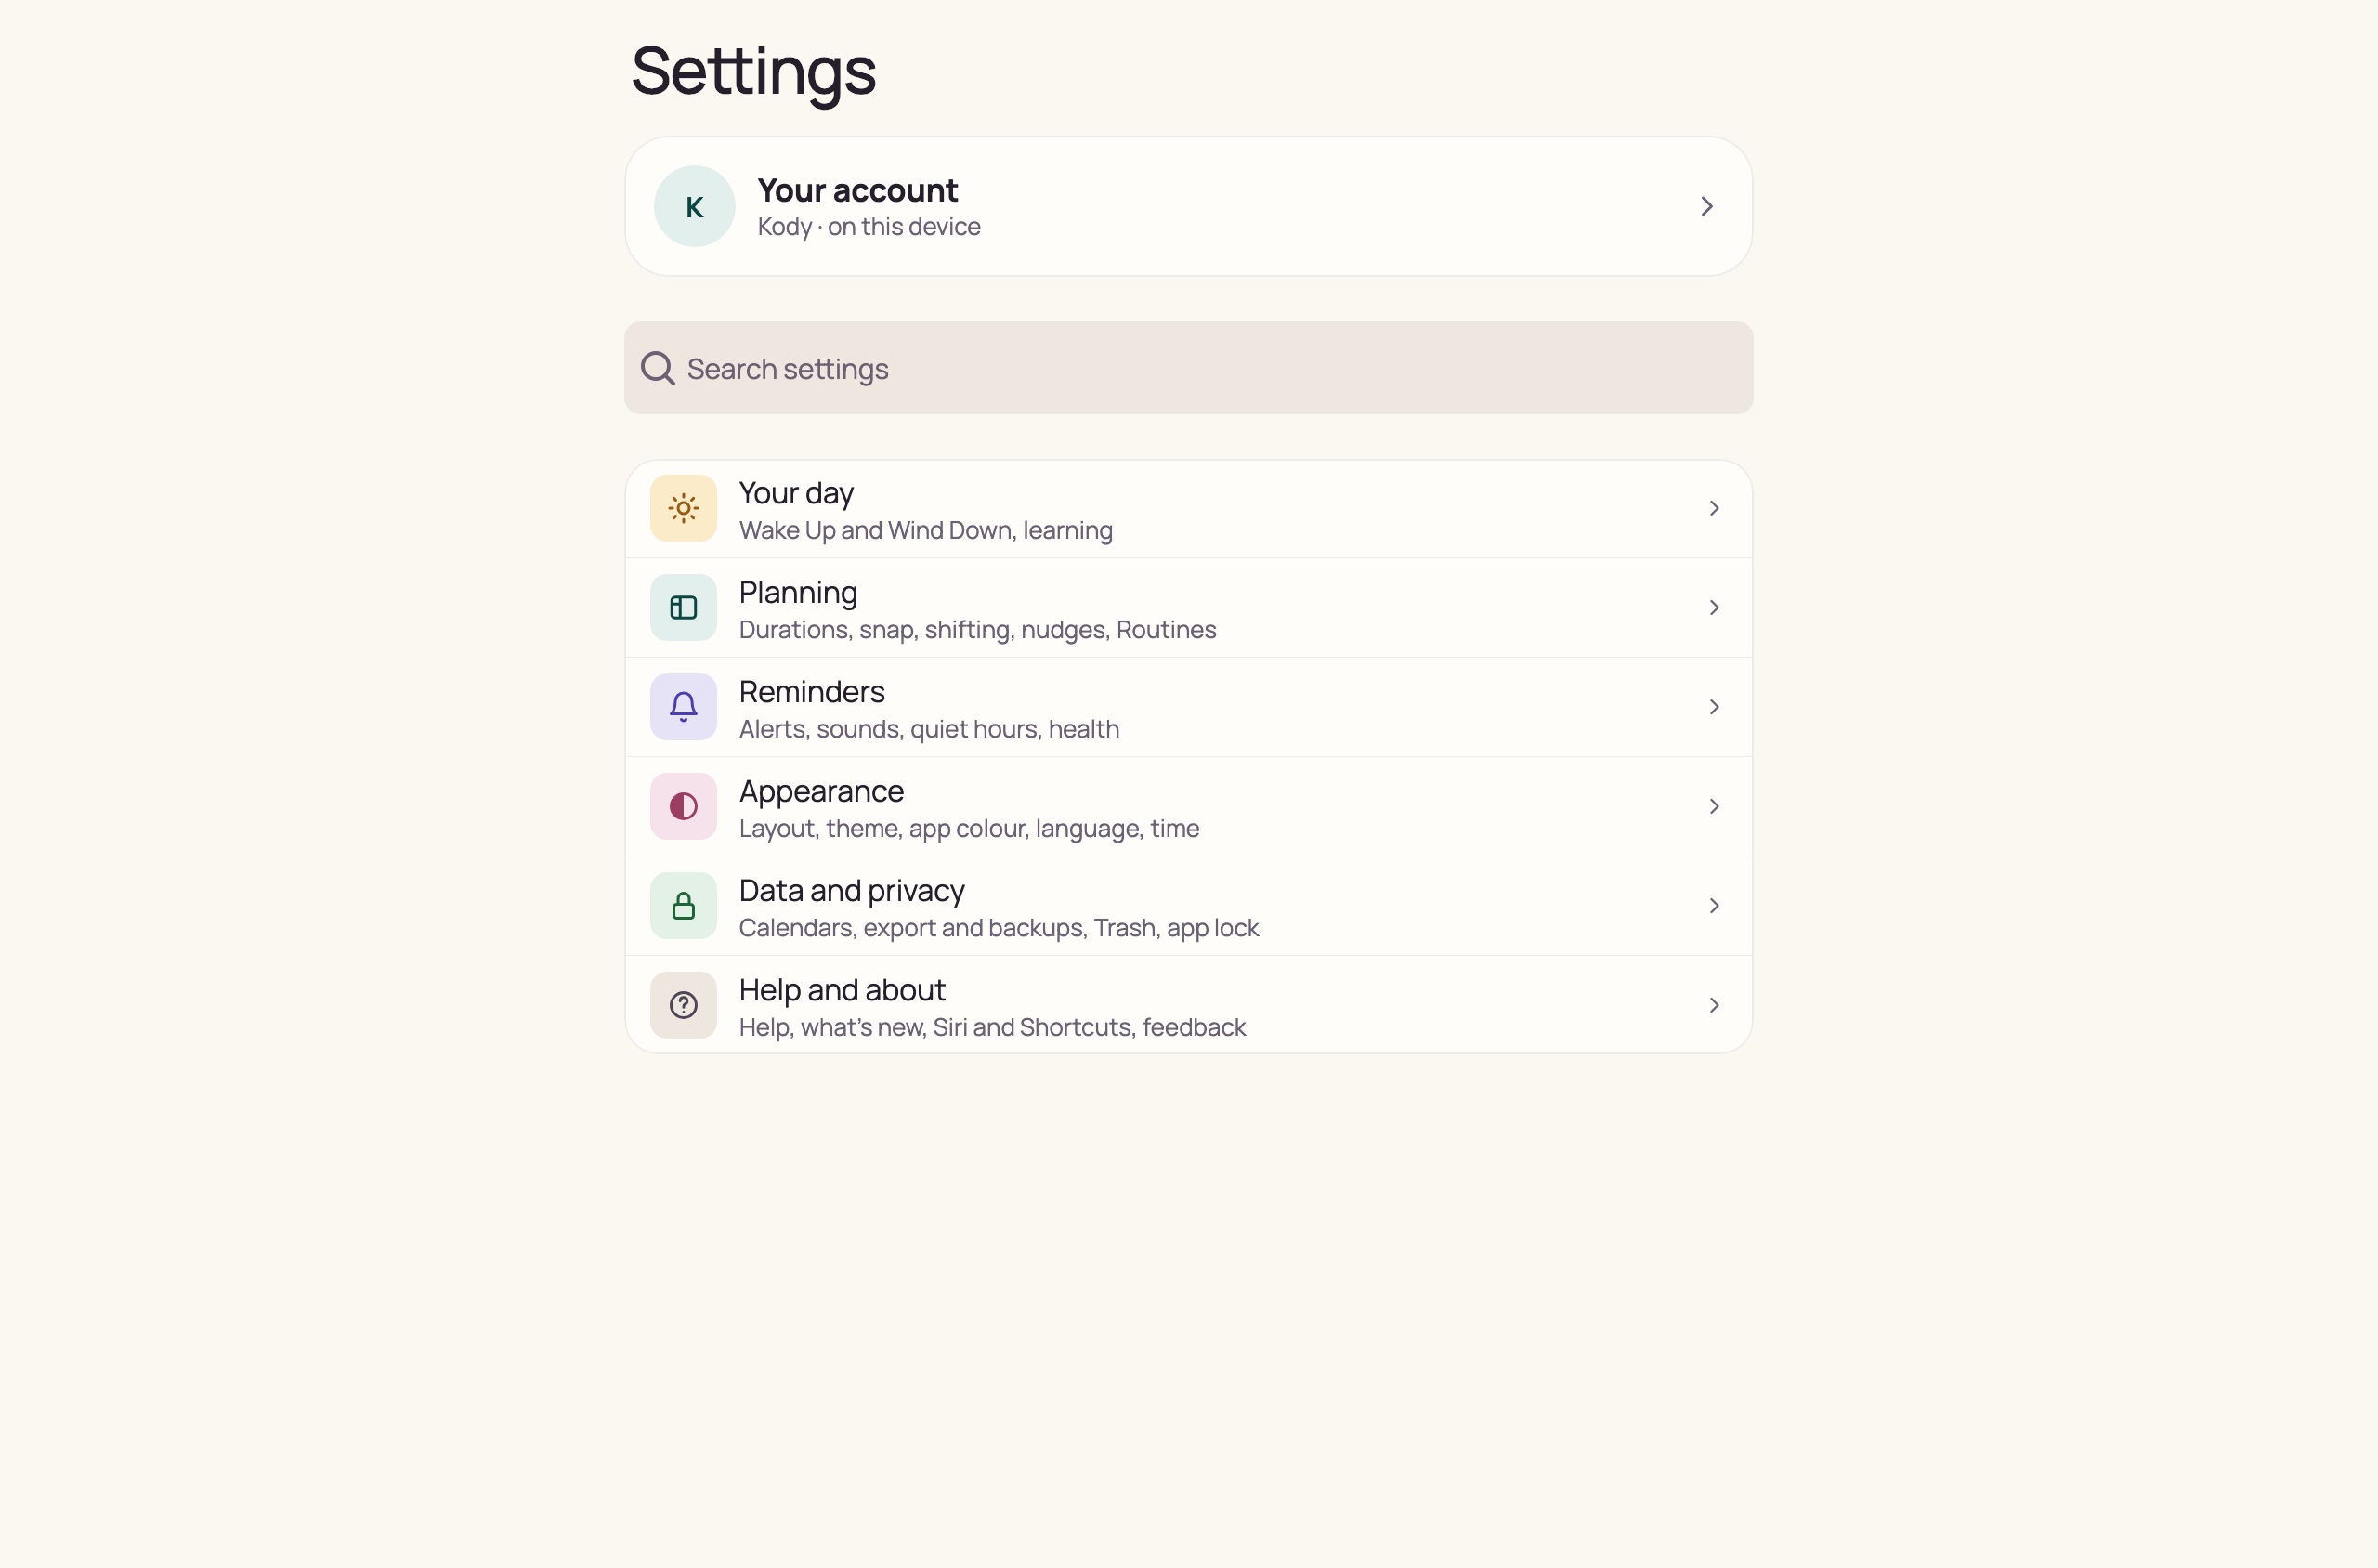 Settings
K
Your account
Kody · on this device
Search settings
Your day
Wake Up and Wind Down, learning
Planning
Durations, snap, shifting, nudges, Routines
Reminders
Alerts, sounds, quiet hours, health
Appearance
Layout, theme, app colour, language, time
Data and privacy
Calendars, export and backups, Trash, app lock
Help and about
Help, what’s new, Siri and Shortcuts, feedback